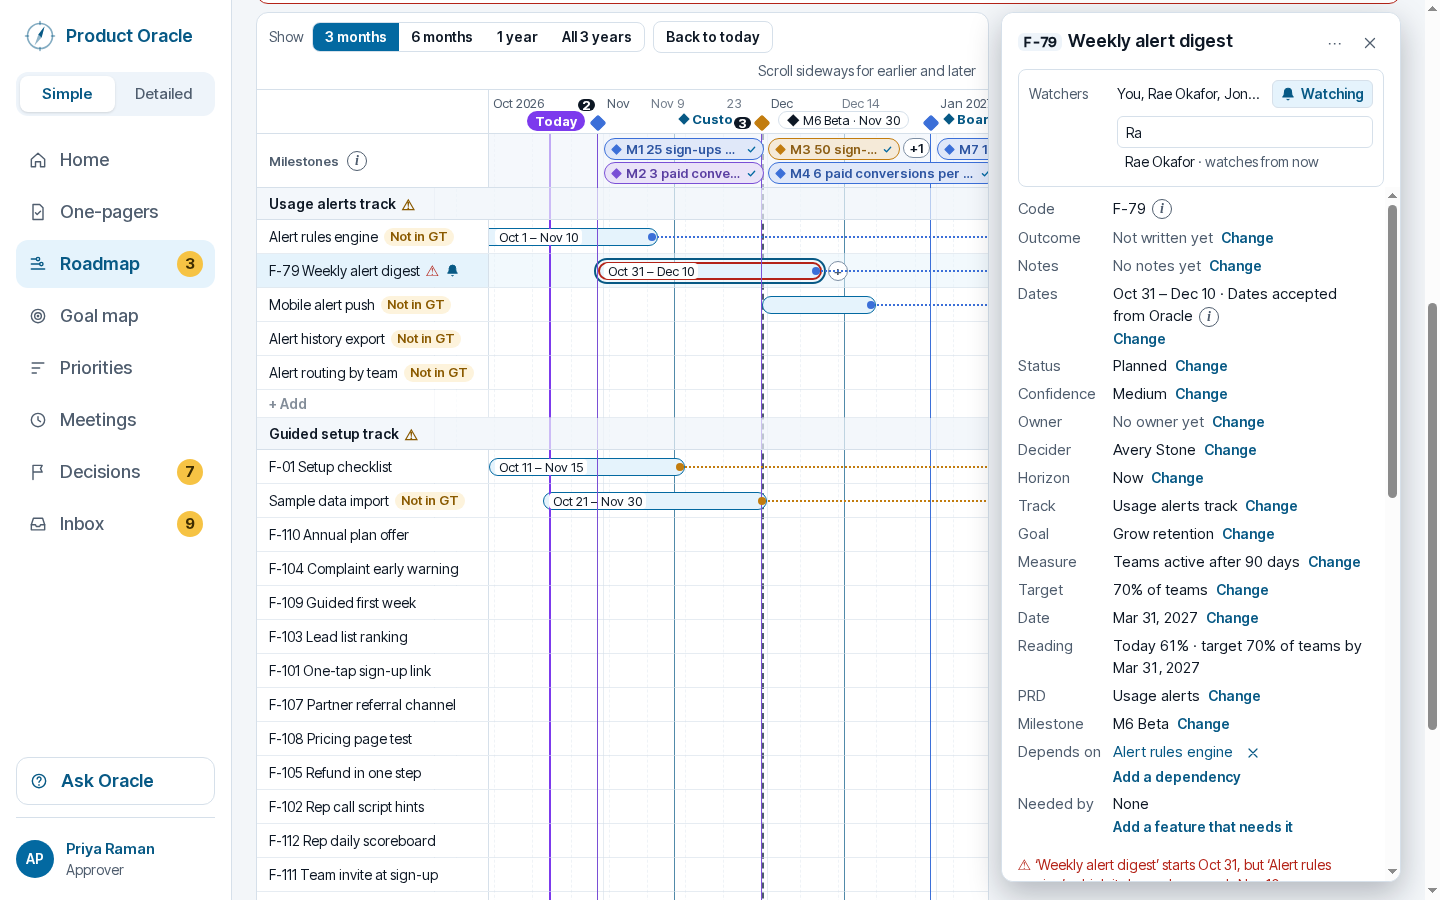 Product Oracle
Simple
Detailed
Home
One-pagers
Roadmap
3
Goal map
Priorities
Meetings
Decisions
7
Inbox
9
Ask Oracle
AP
Priya Raman
Approver
Show
3 months
6 months
1 year
All 3 years
Back to today
Scroll sideways for earlier and later
Oct 2026
2
Nov
Nov 9
23
Dec
Dec 14
Jan 2027
Today
Custo
3
M6 Beta · Nov 30
Boar
Milestones
i
M1 25 sign-ups ...
M3 50 sign-...
+1
M7 1
M2 3 paid conve...
M4 6 paid conversions per ...
Usage alerts track
Alert rules engine
Not in GT
Oct 1 – Nov 10
F-79 Weekly alert digest
Oct 31 – Dec 10
Mobile alert push
Not in GT
Alert history export
Not in GT
Alert routing by team
Not in GT
+ Add
Guided setup track
F-01 Setup checklist
Oct 11 – Nov 15
Sample data import
Not in GT
Oct 21 – Nov 30
F-110 Annual plan offer
F-104 Complaint early warning
F-109 Guided first week
F-103 Lead list ranking
F-101 One-tap sign-up link
F-107 Partner referral channel
F-108 Pricing page test
F-105 Refund in one step
F-102 Rep call script hints
F-112 Rep daily scoreboard
F-111 Team invite at sign-up
F-79 Weekly alert digest
...
Watchers
You, Rae Okafor, Jon...
Watching
Ra
Rae Okafor · watches from now
Code
F-79
i
Outcome
Not written yet Change
Notes
No notes yet Change
Dates
Oct 31 – Dec 10 · Dates accepted
from Oracle
i
Change
Status
Planned Change
Confidence
Medium Change
Owner
No owner yet Change
Decider
Avery Stone Change
Horizon
Now Change
Track
Usage alerts track Change
Goal
Grow retention Change
Measure
Teams active after 90 days Change
Target
70% of teams Change
Date
Mar 31, 2027 Change
Reading
Today 61% · target 70% of teams by
Mar 31, 2027
PRD
Usage alerts Change
Milestone
M6 Beta Change
Depends on
Alert rules engine
Add a dependency
Needed by
None
Add a feature that needs it
‘Weekly alert digest’ starts Oct 31, but ‘Alert rules